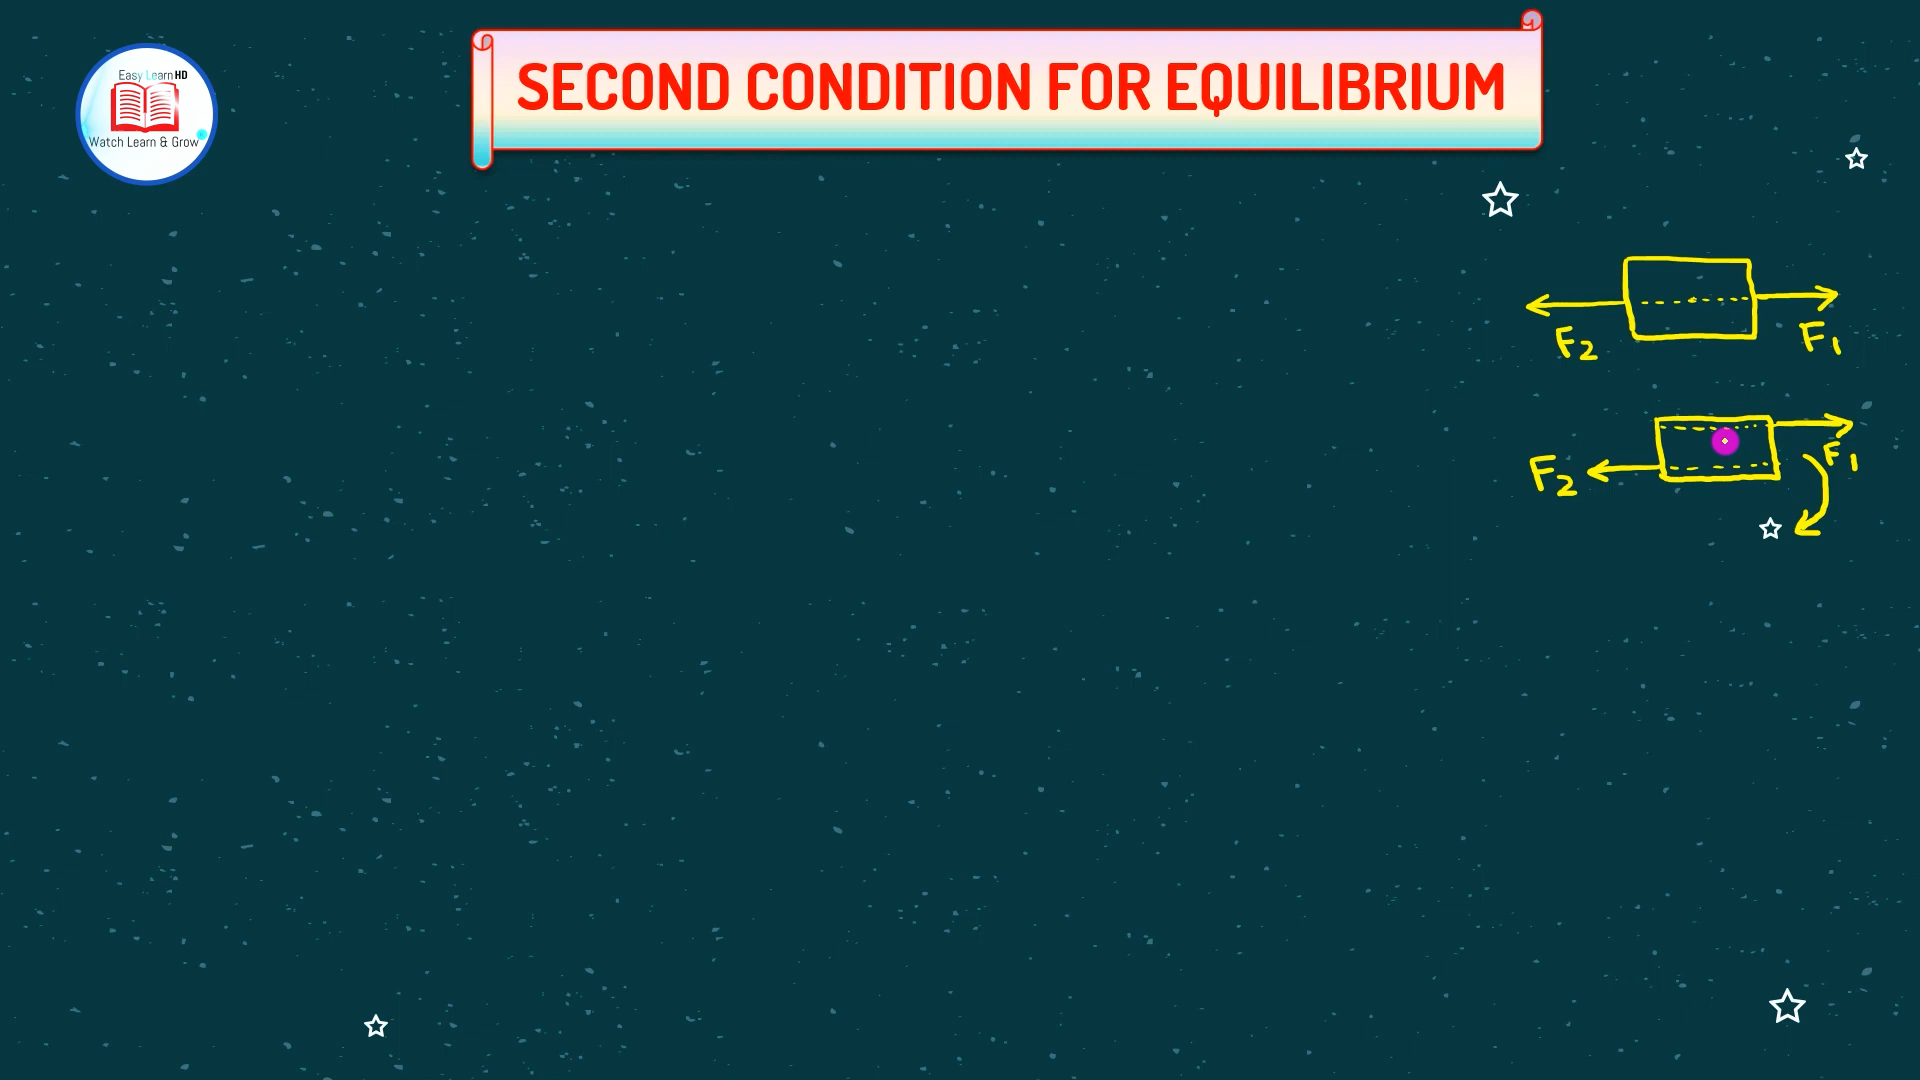 Easy Learn HD
Watch Learn & Grow
SECOND CONDITION FOR EQUILIBRIUM
F2 F1
F2 F1